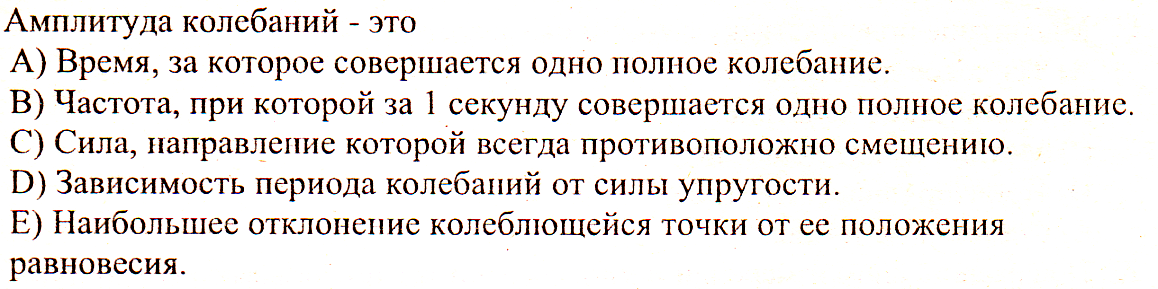 Амплитуда колебаний - это
A) Время, за которое совершается одно полное колебание.
B) Частота, при которой за 1 секунду совершается одно полное колебание.
C) Сила, направление которой всегда противоположно смещению.
D) Зависимость периода колебаний от силы упругости.
E) Наибольшее отклонение колеблющейся точки от ее положения
равновесия.